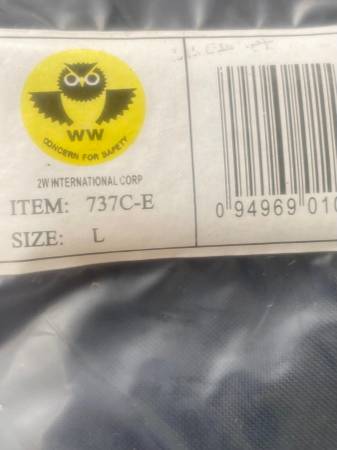 WW
CONCERN FOR SAFETY
2W INTERNATIONAL CORP
ITEM: 737C-E
SIZE: L
0 94969 010